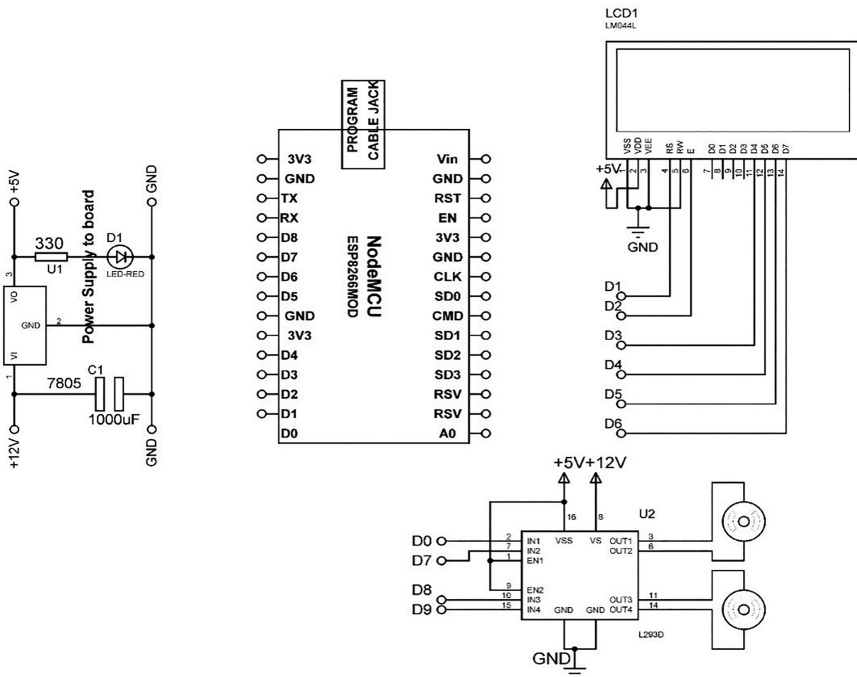 LCD1
LM044L
VSS VDD VEE RS RW E D0 D1 D2 D3 D4 D5 D6 D7
1 2 3 4 5 6 7 8 9 10 11 12 13 14
+5V
GND
D1
D2
D3
D4
D5
D6
PROGRAM
CABLE JACK
NodeMCU
ESP8266MOD
3V3 Vin
GND GND
TX RST
RX EN
D8 3V3
D7 GND
D6 CLK
D5 SD0
GND CMD
3V3 SD1
D4 SD2
D3 SD3
D2 RSV
D1 RSV
D0 A0
+5V
GND
Power Supply to board
330
U1
D1
LED-RED
3
VO
GND
2
VI
1
7805
C1
1000uF
+12V
GND
+5V +12V
16 8
U2
D0 2 IN1 VSS VS OUT1 3
D7 7 IN2 OUT2 6
1 EN1
9 EN2
D8 10 IN3 OUT3 11
D9 15 IN4 GND GND OUT4 14
L293D
GND